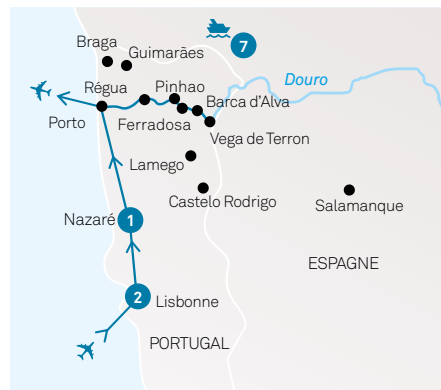 Braga
Guimarães
7
Douro
Régua
Pinhao
Barca d'Alva
Porto
Ferradosa
Vega de Terron
Lamego
Castelo Rodrigo
Salamanque
Nazaré 1
ESPAGNE
2 Lisbonne
PORTUGAL